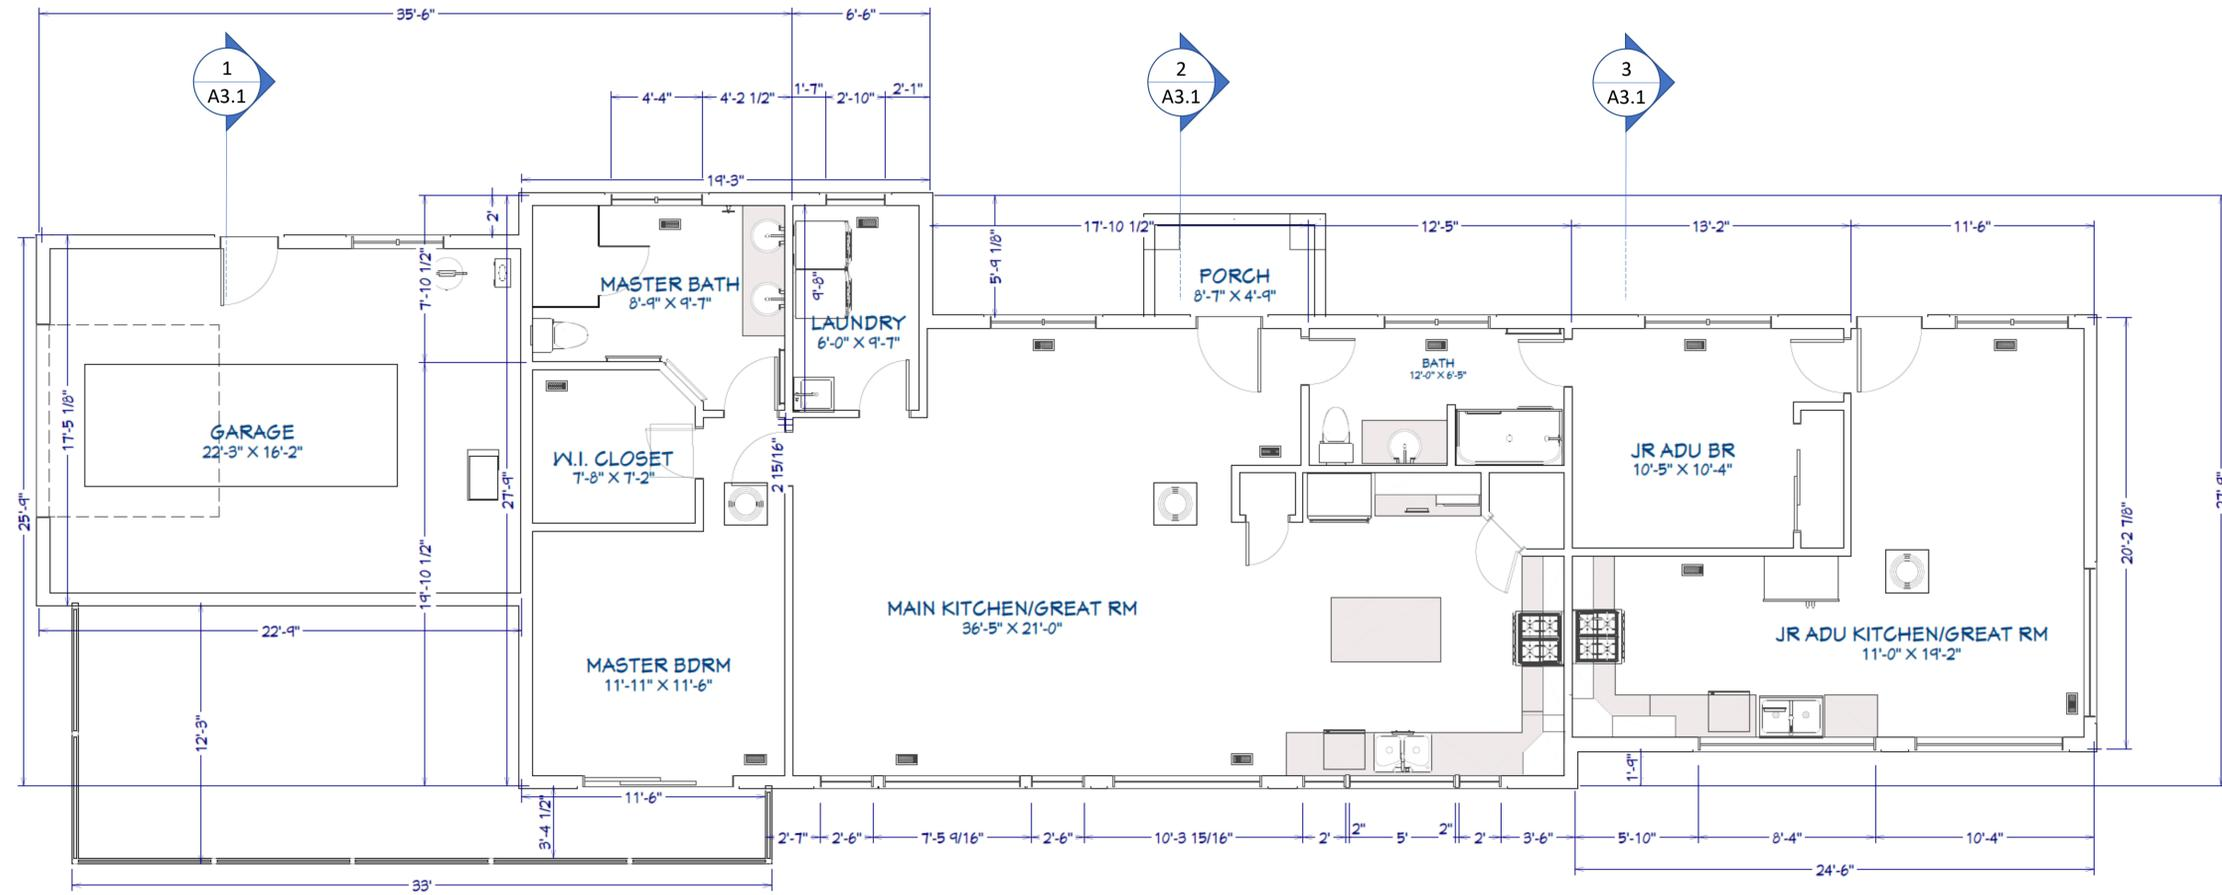 35'-6"
6'-6"
1
A3.1
2
A3.1
3
A3.1
4'-4"
4'-2 1/2"
1'-7"
2'-10"
2'-1"
19'-3"
2'
17'-10 1/2"
12'-5"
13'-2"
11'-6"
7'-10 1/2"
5'-9 1/8"
MASTER BATH
8'-9" X 9'-7"
9'-8"
PORCH
8'-7" X 4'-9"
LAUNDRY
6'-0" X 9'-7"
BATH
12'-0" X 6'-5"
17'-5 1/8"
GARAGE
22'-3" X 16'-2"
W.I. CLOSET
7'-8" X 7'-2"
2 15/16"
JR ADU BR
10'-5" X 10'-4"
25'-9"
27'-9"
20'-2 7/8"
19'-10 1/2"
MAIN KITCHEN/GREAT RM
36'-5" X 21'-0"
22'-9"
JR ADU KITCHEN/GREAT RM
11'-0" X 19'-2"
MASTER BDRM
11'-11" X 11'-6"
12'-3"
1'-9"
11'-6"
3'-4 1/2"
2'-7"
2'-6"
7'-5 9/16"
2'-6"
10'-3 15/16"
2'
2"
5'
2"
2'
3'-6"
5'-10"
8'-4"
10'-4"
24'-6"
33'